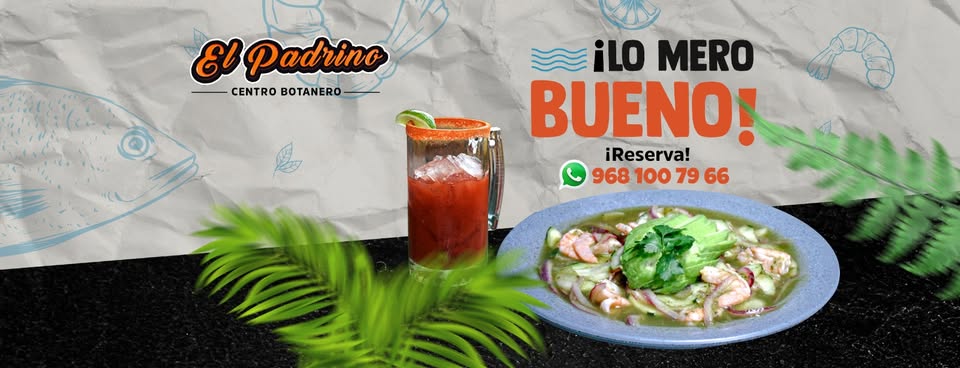 El Padrino
CENTRO BOTANERO
¡LO MERO
BUENO!
¡Reserva!
968 100 79 66